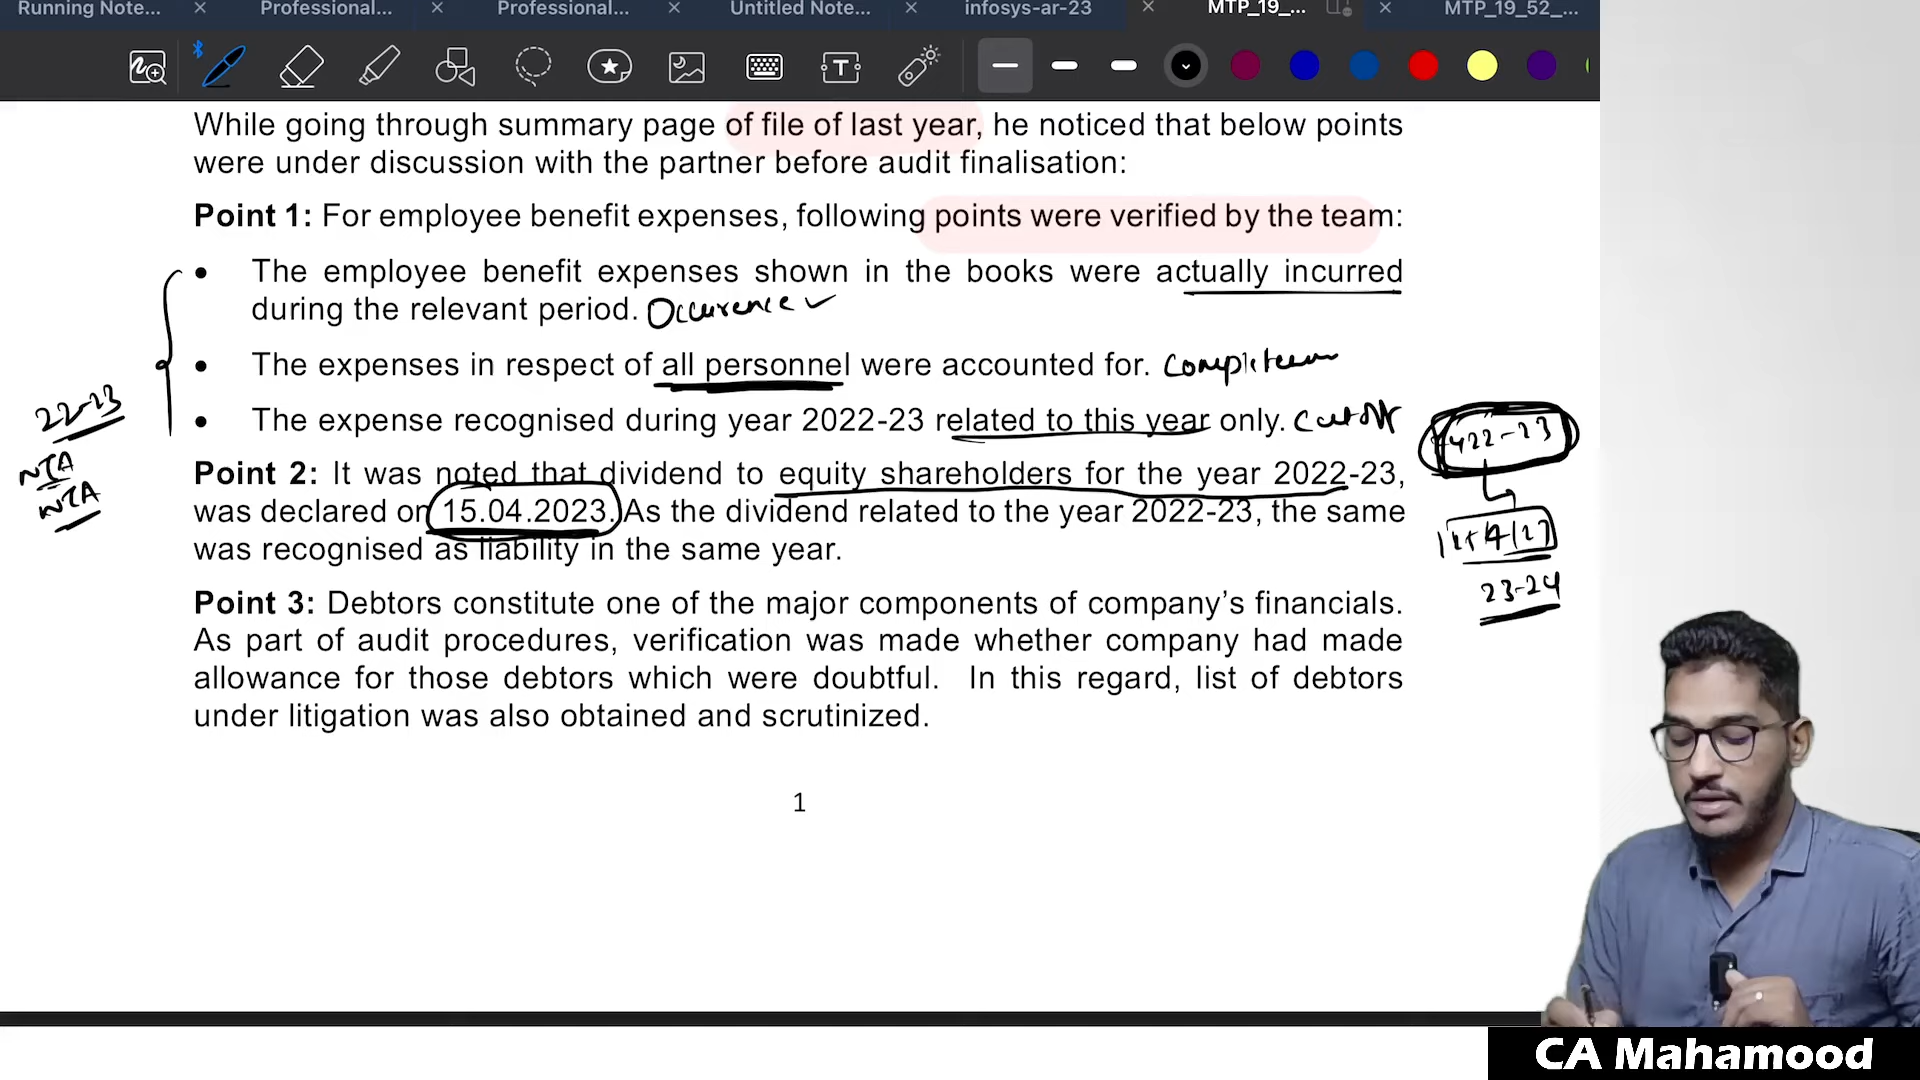 Running Note...
Professional...
Professional...
Untitled Note...
infosys-ar-23
MTP_19_...
MTP_19_52_...
While going through summary page of file of last year, he noticed that below points
were under discussion with the partner before audit finalisation:
Point 1: For employee benefit expenses, following points were verified by the team:
• The employee benefit expenses shown in the books were actually incurred
during the relevant period. Occurence ✓
• The expenses in respect of all personnel were accounted for.
• The expense recognised during year 2022-23 related to this year only. Cutoff
22-23
Point 2: It was noted that dividend to equity shareholders for the year 2022-23,
was declared on 15.04.2023. As the dividend related to the year 2022-23, the same
was recognised as liability in the same year.
22-23
23-24
Point 3: Debtors constitute one of the major components of company's financials.
As part of audit procedures, verification was made whether company had made
allowance for those debtors which were doubtful. In this regard, list of debtors
under litigation was also obtained and scrutinized.
1
CA Mahamood